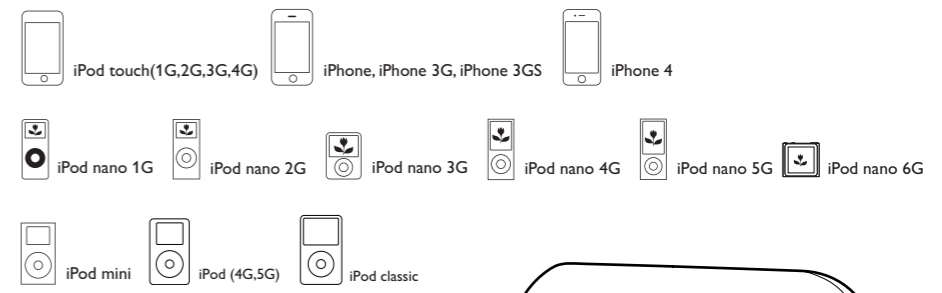 iPod touch(1G,2G,3G,4G) iPhone, iPhone 3G, iPhone 3GS iPhone 4
iPod nano 1G iPod nano 2G iPod nano 3G iPod nano 4G iPod nano 5G iPod nano 6G
iPod mini iPod (4G,5G) iPod classic